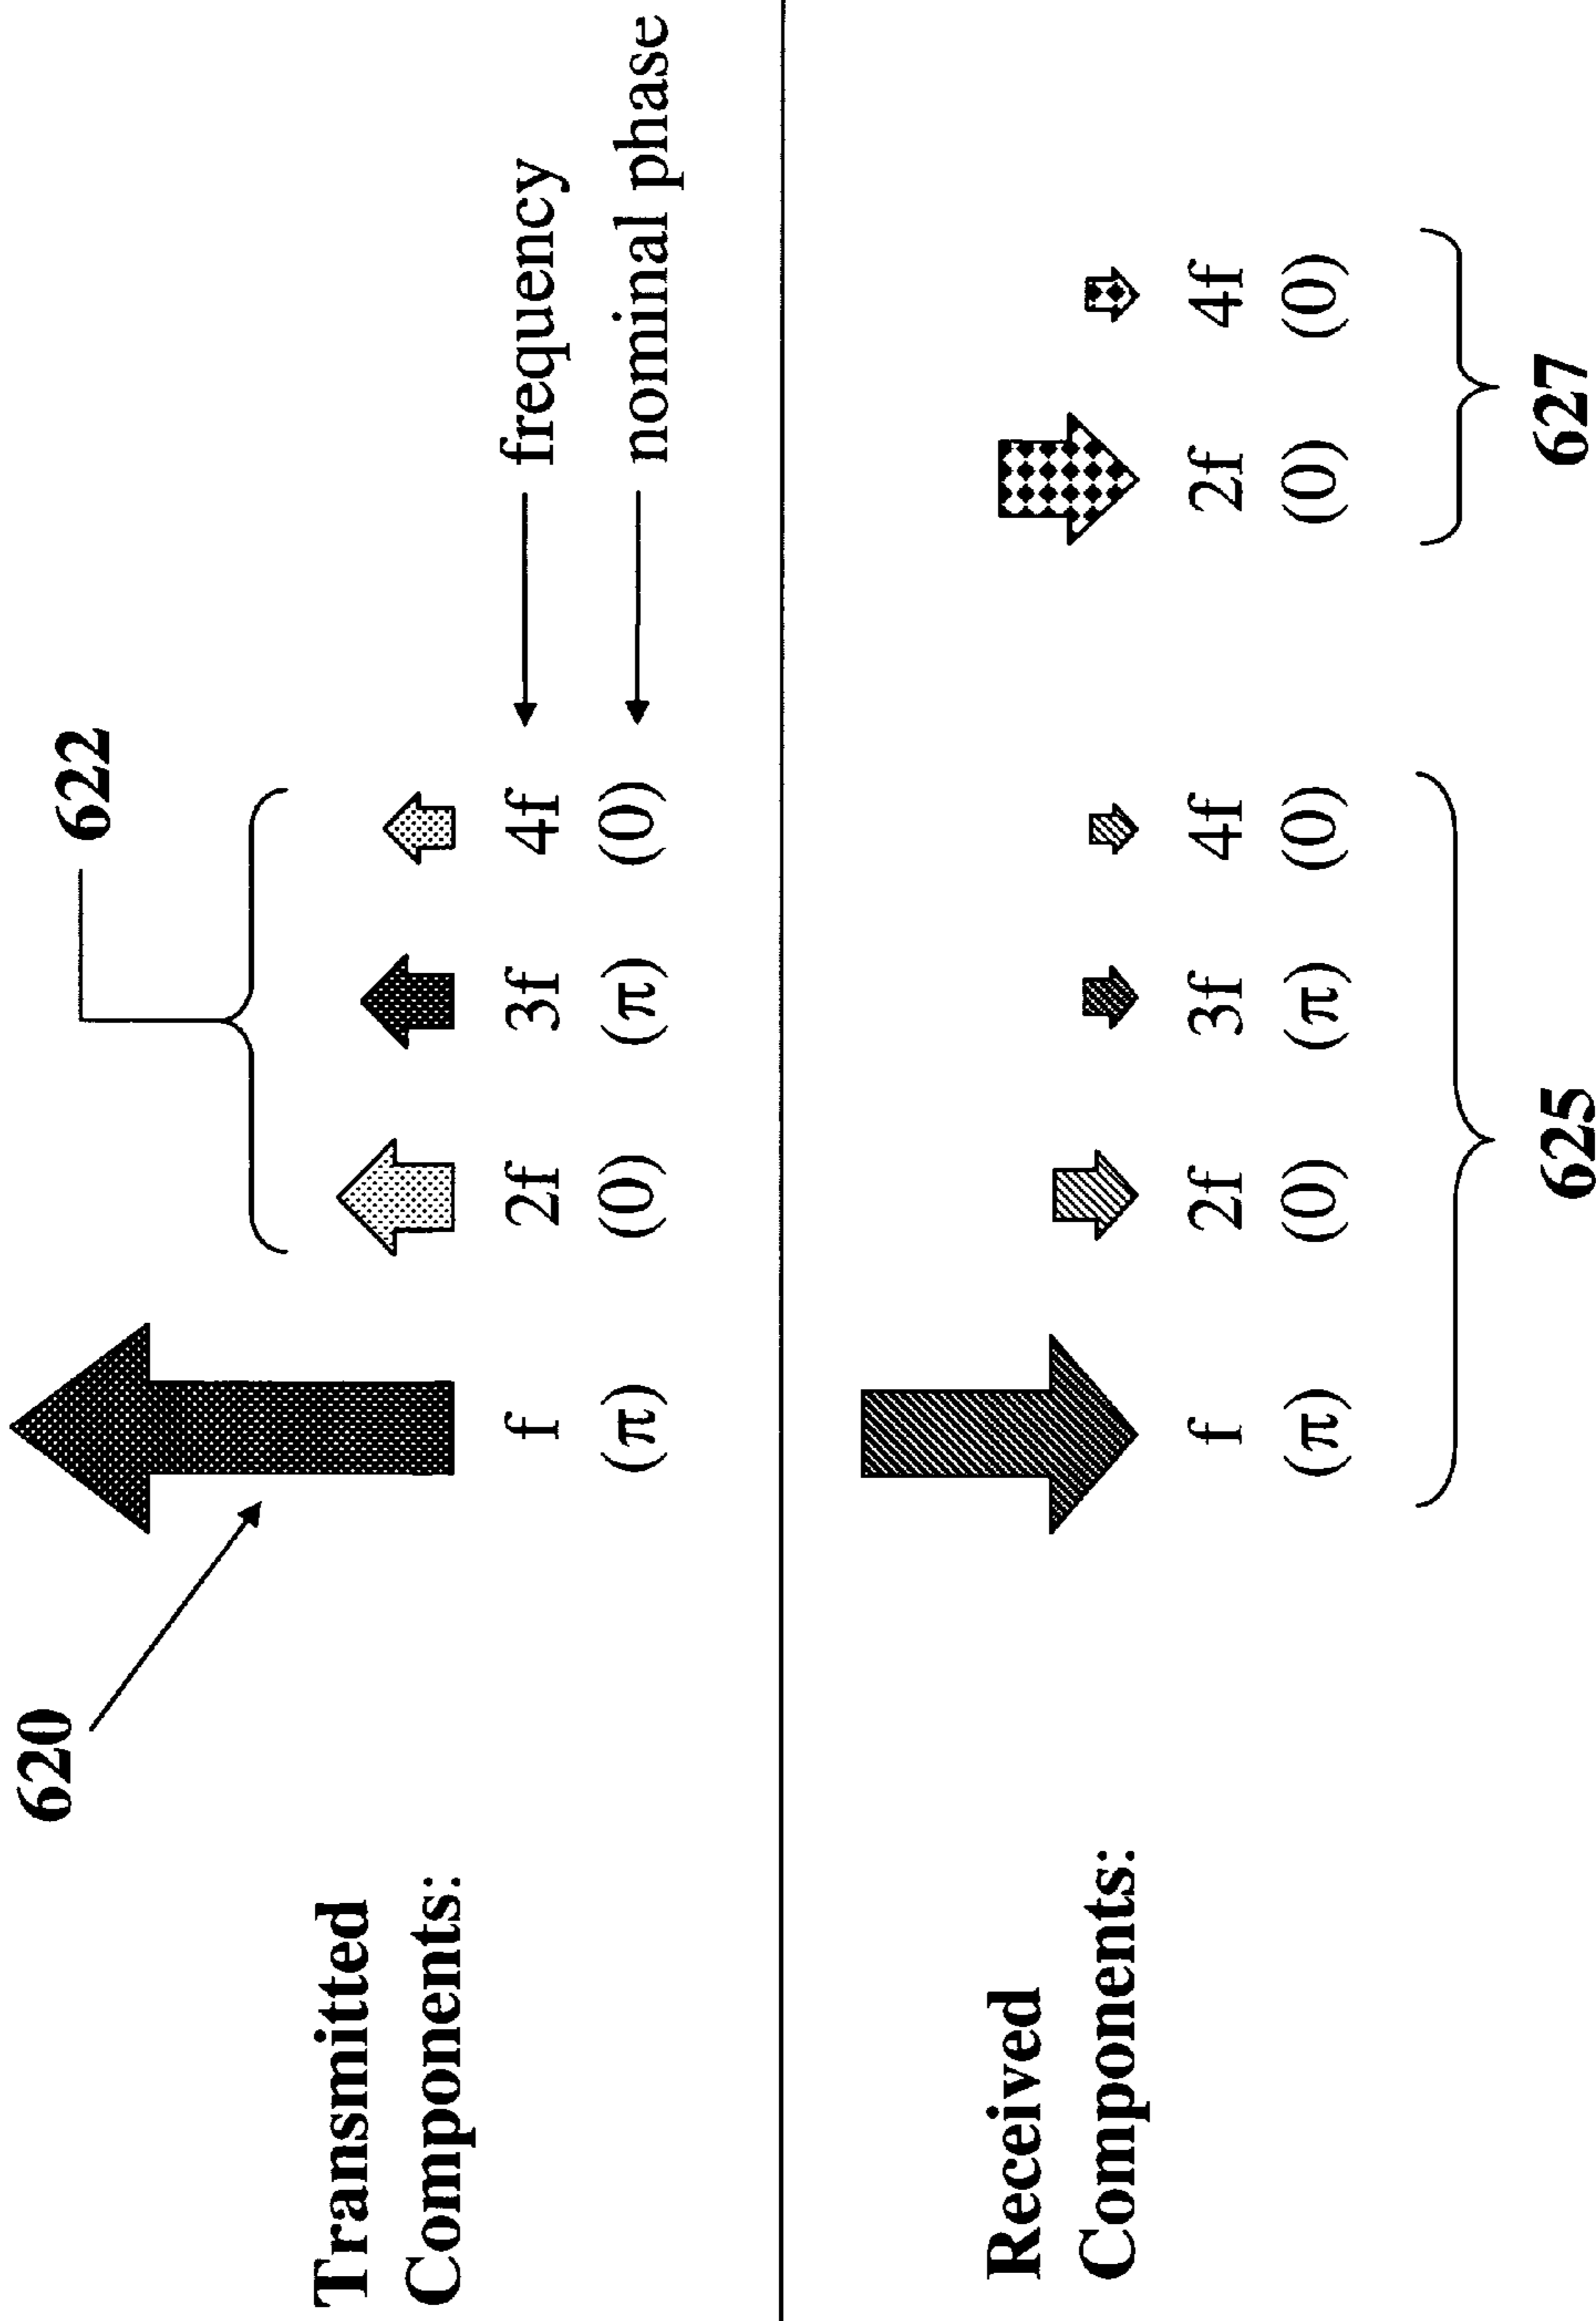 620
622
Transmitted
Components:
f 2f 3f 4f frequency
(π) (0) (π) (0) nominal phase
Received
Components:
f 2f 3f 4f 2f 4f
(π) (0) (π) (0) (0) (0)
625 627